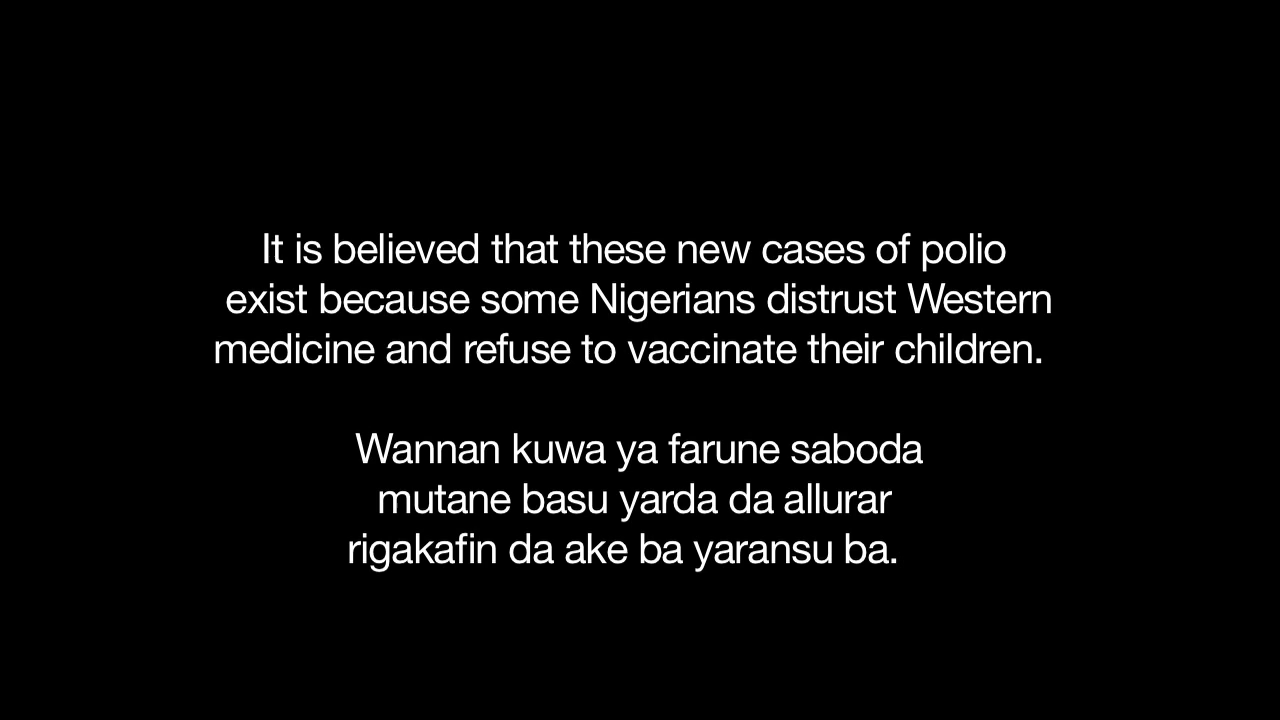 It is believed that these new cases of polio
exist because some Nigerians distrust Western
medicine and refuse to vaccinate their children.
Wannan kuwa ya farune saboda
mutane basu yarda da allurar
rigakafin da ake ba yaransu ba.